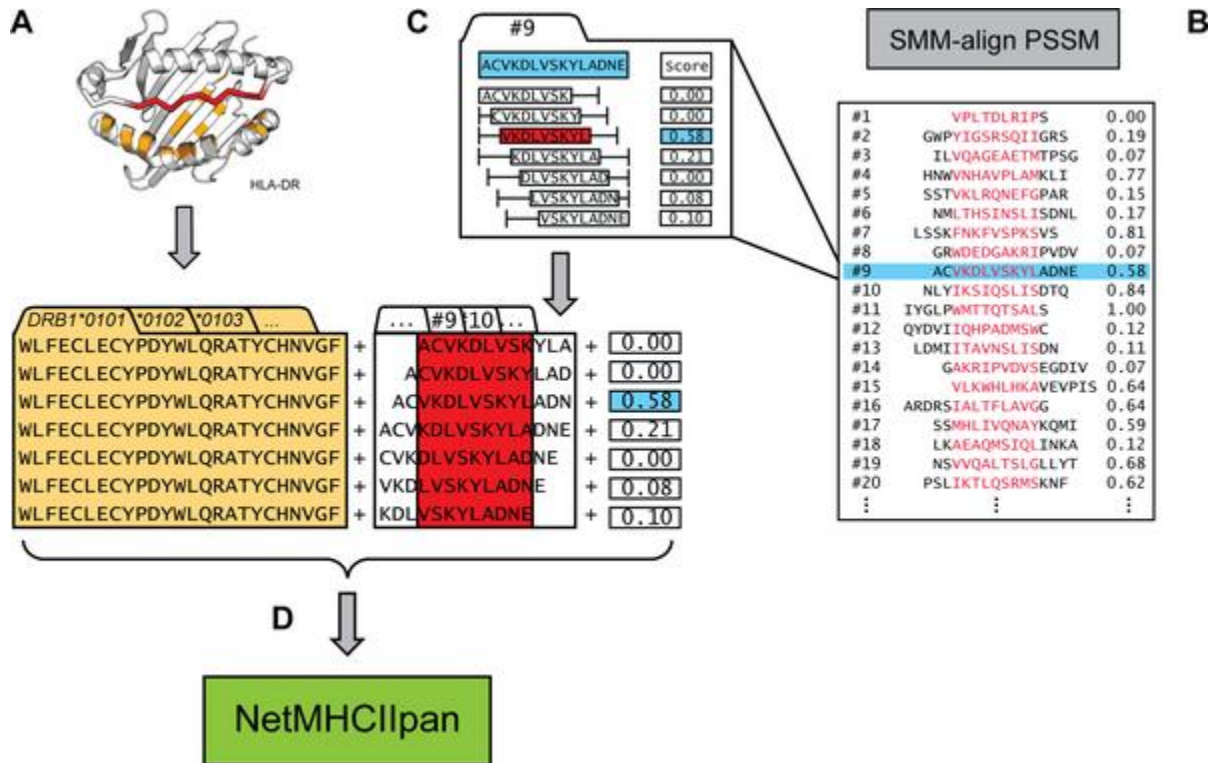 A
HLA-DR
C
#9
ACVKDLVSKYLADNE Score
ACVKDLVSK 0.00
CVKDLVSKY 0.00
VKDLVSKYL 0.58
KDLVSKYLA 0.21
DLVSKYLAD 0.00
LVSKYLADN 0.08
VSKYLADNE 0.10
SMM-align PSSM
B
#1 VPLTDLRIPS 0.00
#2 GWPYIGSRSQIIGRS 0.19
#3 ILVQAGEAETMTPSG 0.07
#4 HNWVNHAVPLAMKLI 0.77
#5 SSTVKLRQNEFGPAR 0.15
#6 NMLTHSINSLISDNL 0.17
#7 LSSKFNKFVSPKSVS 0.81
#8 GRWDEDGAKRIPVDV 0.07
#9 ACVKDLVSKYLADNE 0.58
#10 NLYIKSIQSLISDTQ 0.84
#11 IYGLPWMTTQTSALS 1.00
#12 QYDVIIQHPADMSWC 0.12
#13 LDMIITAVNSLISDN 0.11
#14 GAKRIPVDVSEGDIV 0.07
#15 VLKWHLHKAVEVPIS 0.64
#16 ARDRSIALTFLAVGG 0.64
#17 SSMHLIVQNAYKQMI 0.59
#18 LKAEAQMSIQLINKA 0.12
#19 NSVVQALTSLGLLYT 0.68
#20 PSLIKTLQSRMSKNF 0.62
⋮ ⋮ ⋮
DRB1*0101 *0102 *0103 ...
... #9 *10 ...
WLFECLECYPDYWLQRATYCHNVGF + ACVKDLVSKYLA + 0.00
WLFECLECYPDYWLQRATYCHNVGF + ACVKDLVSKYLAD + 0.00
WLFECLECYPDYWLQRATYCHNVGF + ACVKDLVSKYLADN + 0.58
WLFECLECYPDYWLQRATYCHNVGF + ACVKDLVSKYLADNE + 0.21
WLFECLECYPDYWLQRATYCHNVGF + CVKDLVSKYLADNE + 0.00
WLFECLECYPDYWLQRATYCHNVGF + VKDLVSKYLADNE + 0.08
WLFECLECYPDYWLQRATYCHNVGF + KDLVSKYLADNE + 0.10
D
NetMHCIIpan